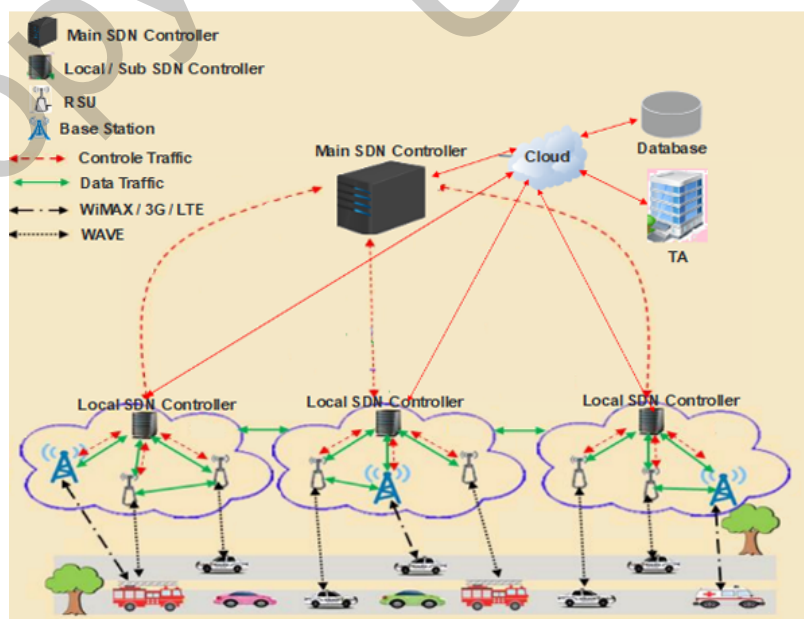 Main SDN Controller
Local / Sub SDN Controller
RSU
Base Station
Controle Traffic
Data Traffic
WiMAX / 3G / LTE
WAVE
Main SDN Controller
Cloud
Database
TA
Local SDN Controller
Local SDN Controller
Local SDN Controller